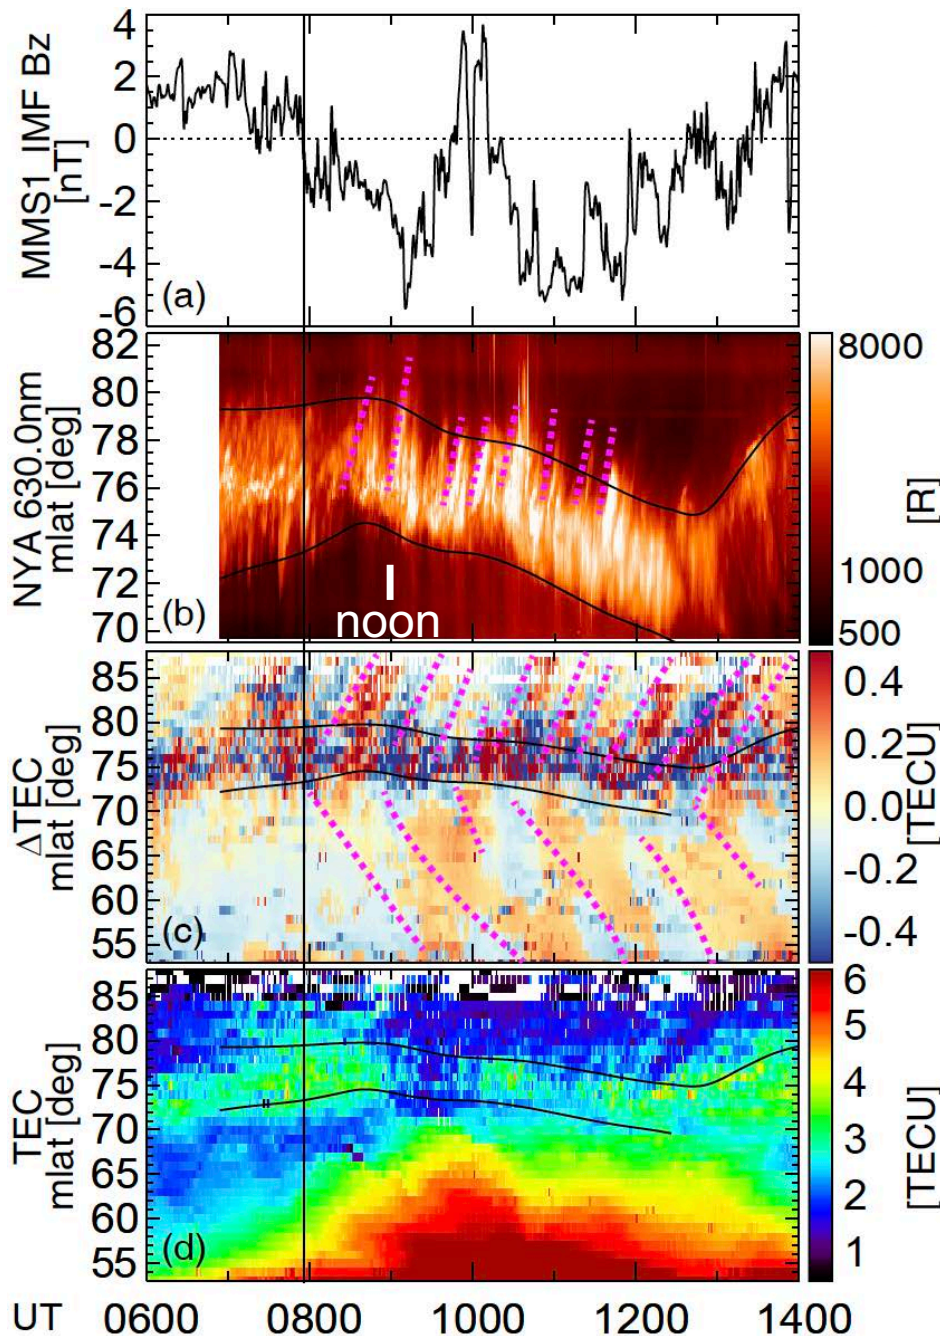 MMS1 IMF Bz
[nT]
4
2
0
-2
-4
-6
(a)
NYA 630.0nm
mlat [deg]
82
80
78
76
74
72
70
(b)
noon
8000
1000
500
[R]
ΔTEC
mlat [deg]
85
80
75
70
65
60
55
(c)
0.4
0.2
0.0
-0.2
-0.4
[TECU]
TEC
mlat [deg]
85
80
75
70
65
60
55
(d)
6
5
4
3
2
1
[TECU]
UT 0600 0800 1000 1200 1400